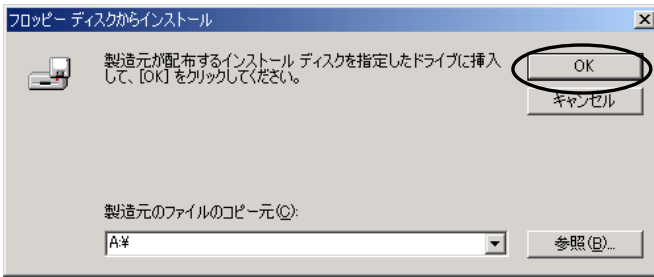 フロッピー ディスクからインストール
製造元が配布するインストール ディスクを指定したドライブに挿入
して、[OK] をクリックしてください。
OK
キャンセル
製造元のファイルのコピー元(C):
A:¥
参照(B)...